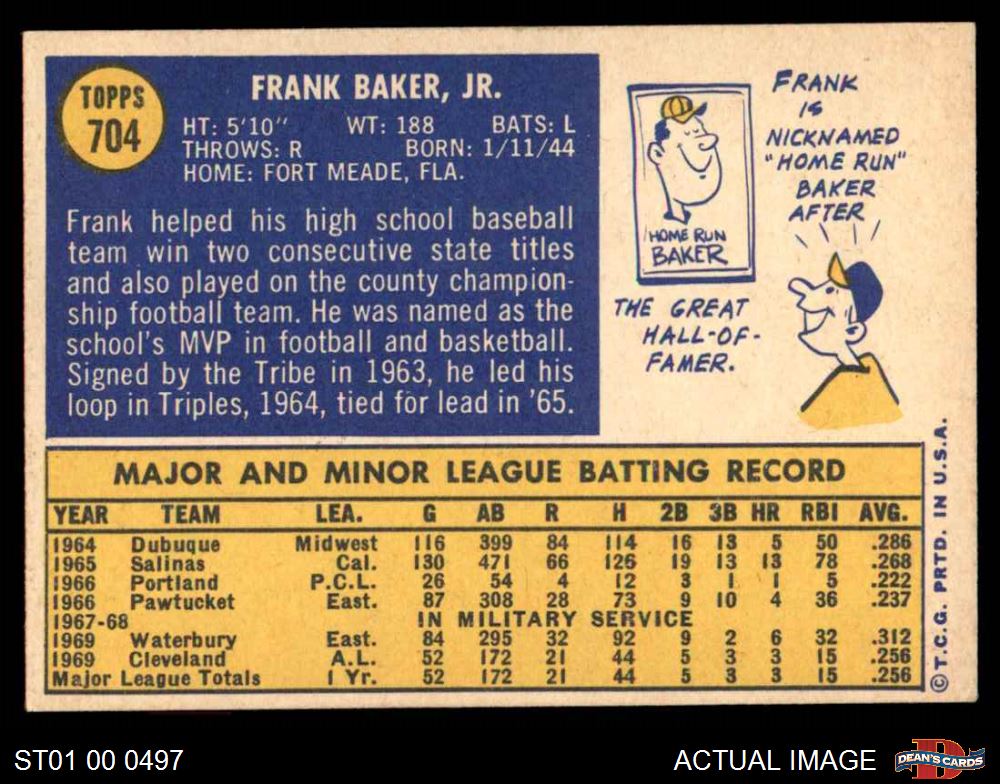 TOPPS
704
FRANK BAKER, JR.
HT: 5'10" WT: 188 BATS: L
THROWS: R BORN: 1/11/44
HOME: FORT MEADE, FLA.
Frank helped his high school baseball
team win two consecutive state titles
and also played on the county champion-
ship football team. He was named as the
school's MVP in football and basketball.
Signed by the Tribe in 1963, he led his
loop in Triples, 1964, tied for lead in '65.
FRANK
IS
NICKNAMED
"HOME RUN"
BAKER
AFTER
HOME RUN
BAKER
THE GREAT
HALL-OF-
FAMER.
MAJOR AND MINOR LEAGUE BATTING RECORD
YEAR TEAM LEA. G AB R H 2B 3B HR RBI AVG.
1964 Dubuque Midwest 116 399 84 114 16 13 5 50 .286
1965 Salinas Cal. 130 471 66 126 19 13 13 78 .268
1966 Portland P.C.L. 26 54 4 12 3 1 1 5 .222
1966 Pawtucket East. 87 308 28 73 9 10 4 36 .237
1967-68 IN MILITARY SERVICE
1969 Waterbury East. 84 295 32 92 9 2 6 32 .312
1969 Cleveland A.L. 52 172 21 44 5 3 3 15 .256
Major League Totals 1 Yr. 52 172 21 44 5 3 3 15 .256
©T.C.G. PRTD. IN U.S.A.
ST01 00 0497
ACTUAL IMAGE
D
DEAN'S CARDS